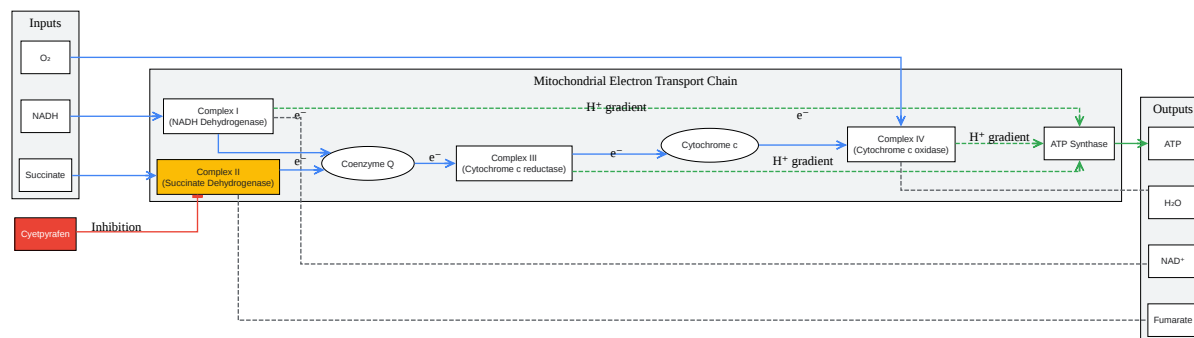 Inputs
O₂
NADH
Succinate
Cyetpyrafen
Inhibition
Mitochondrial Electron Transport Chain
Complex I
(NADH Dehydrogenase)
e⁻
H⁺ gradient
e⁻
Complex II
(Succinate Dehydrogenase)
e⁻
Coenzyme Q
e⁻
Complex III
(Cytochrome c reductase)
e⁻
Cytochrome c
H⁺ gradient
Complex IV
(Cytochrome c oxidase)
H⁺ gradient
ATP Synthase
Outputs
ATP
H₂O
NAD⁺
Fumarate